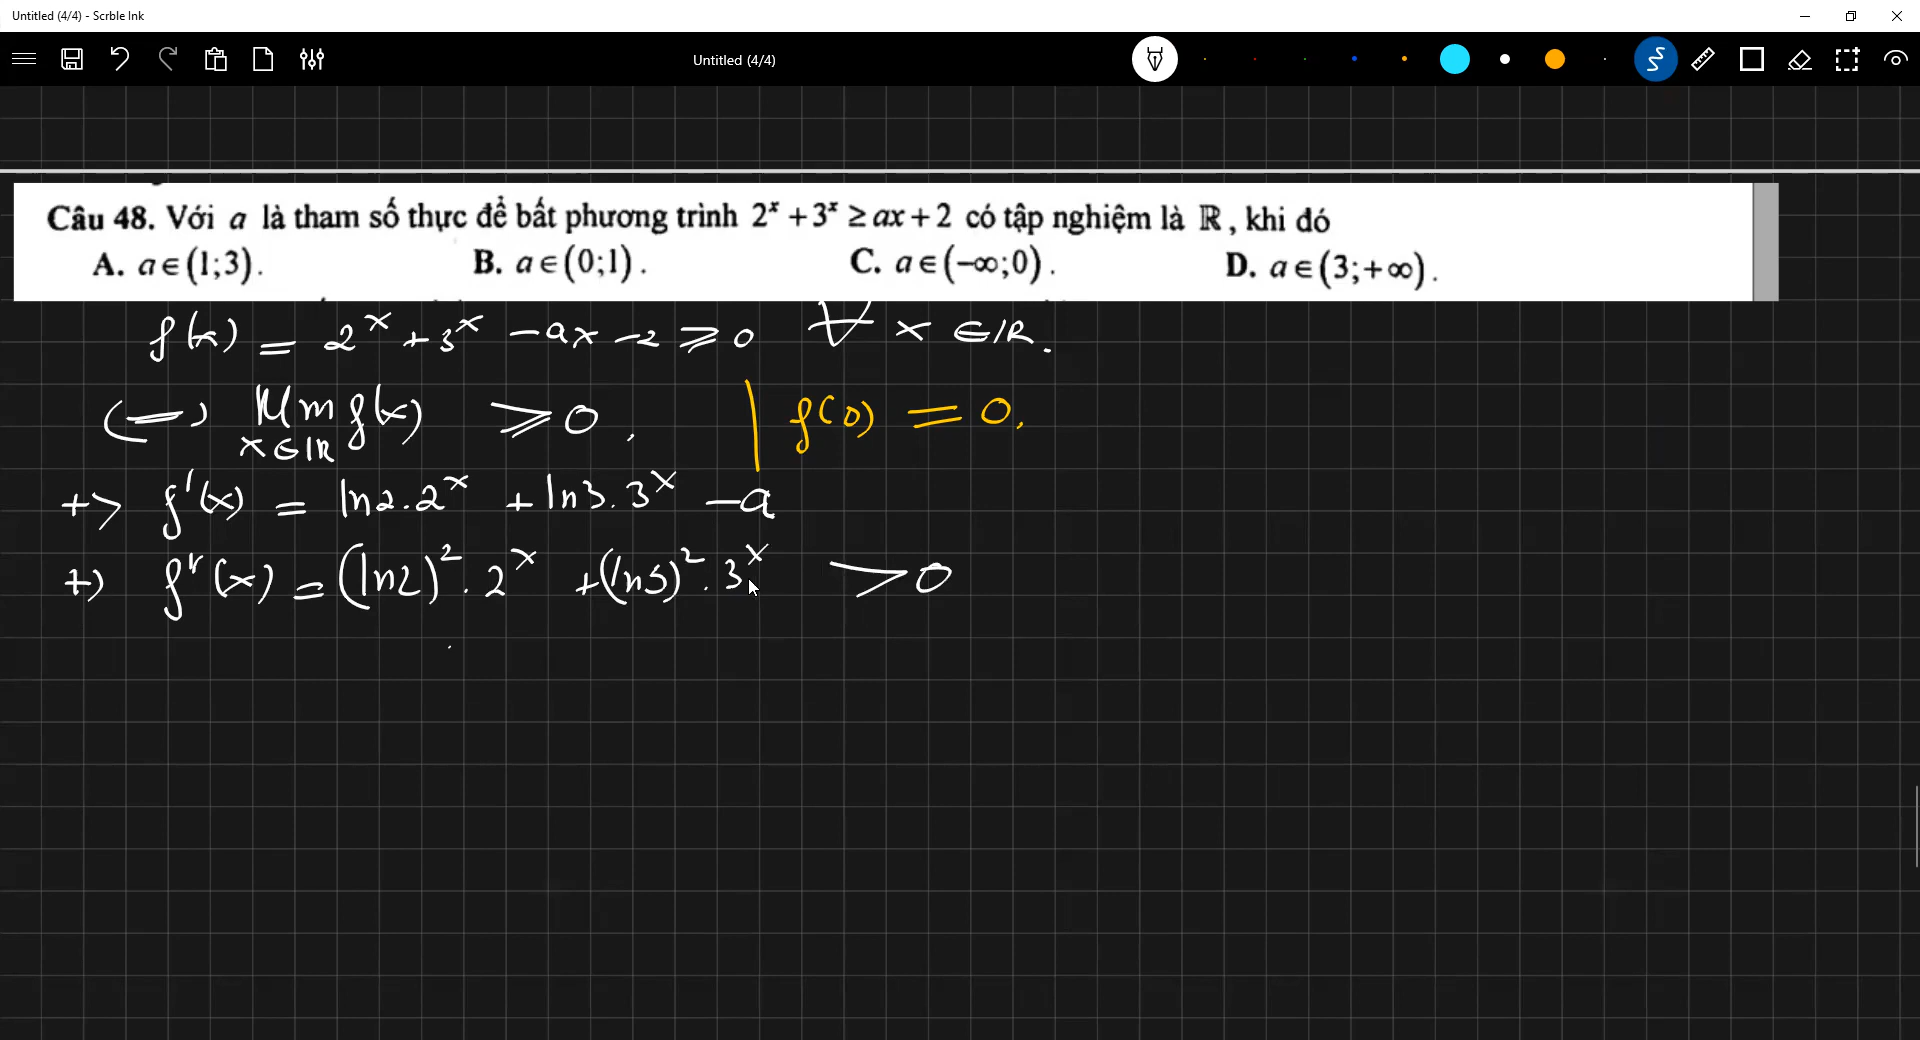 Untitled (4/4) - Scrble Ink
Untitled (4/4)
Câu 48. Với a là tham số thực để bất phương trình 2^x + 3^x ≥ ax + 2 có tập nghiệm là ℝ, khi đó
A. a ∈ (1;3). B. a ∈ (0;1). C. a ∈ (-∞;0). D. a ∈ (3;+∞).
f(x) = 2^x + 3^x - ax - 2 ≥ 0 ∀ x ∈ ℝ.
(=) Min f(x) ≥ 0, | f(0) = 0,
x ∈ ℝ
+> f'(x) = ln2.2^x + ln3.3^x - a
+) f''(x) = (ln2)^2.2^x + (ln3)^2.3^x > 0